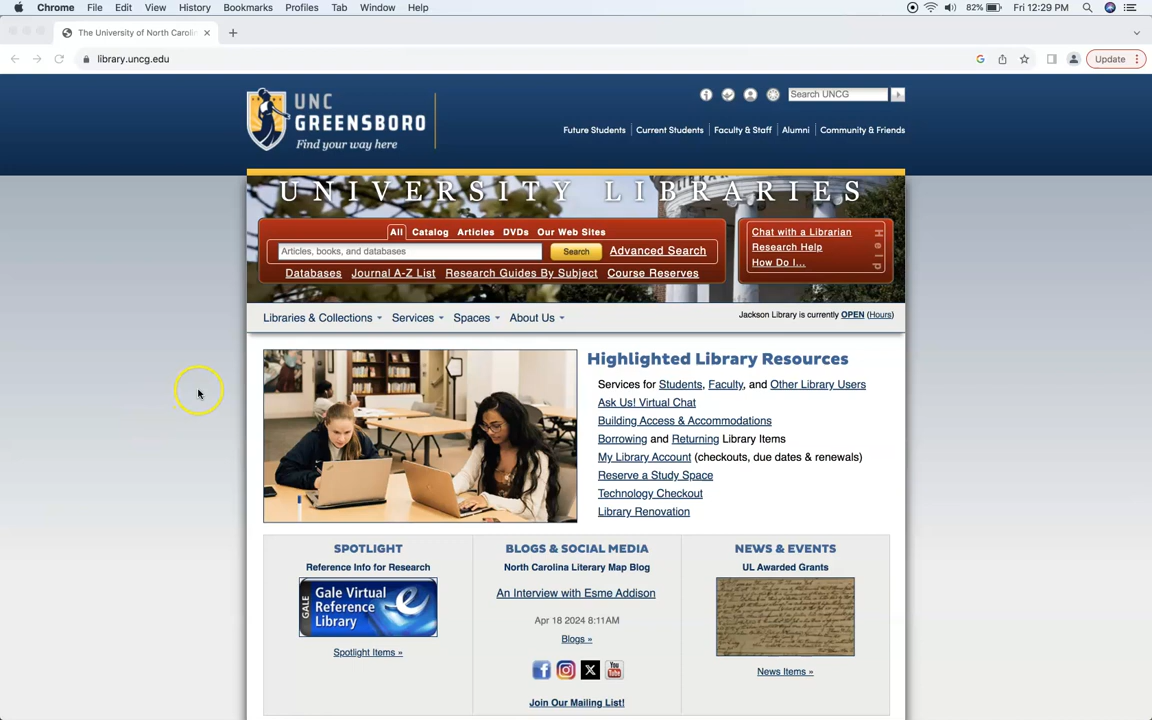 Chrome File Edit View History Bookmarks Profiles Tab Window Help 82% Fri 12:29 PM
The University of North Caroli
library.uncg.edu Update
UNC
GREENSBORO
Find your way here
Search UNCG
Future Students Current Students Faculty & Staff Alumni Community & Friends
UNIVERSITY LIBRARIES
All Catalog Articles DVDs Our Web Sites
Articles, books, and databases Search Advanced Search
Databases Journal A-Z List Research Guides By Subject Course Reserves
Chat with a Librarian
Research Help
How Do I...
Help
Libraries & Collections Services Spaces About Us
Jackson Library is currently OPEN (Hours)
Highlighted Library Resources
Services for Students, Faculty, and Other Library Users
Ask Us! Virtual Chat
Building Access & Accommodations
Borrowing and Returning Library Items
My Library Account (checkouts, due dates & renewals)
Reserve a Study Space
Technology Checkout
Library Renovation
SPOTLIGHT
Reference Info for Research
GALE
Gale Virtual
Reference
Library
Spotlight Items »
BLOGS & SOCIAL MEDIA
North Carolina Literary Map Blog
An Interview with Esme Addison
Apr 18 2024 8:11AM
Blogs »
You
Tube
Join Our Mailing List!
NEWS & EVENTS
UL Awarded Grants
News Items »